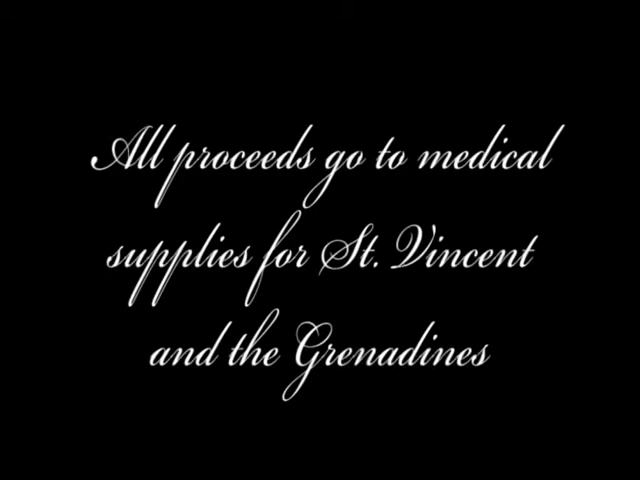 All proceeds go to medical
supplies for St. Vincent
and the Grenadines